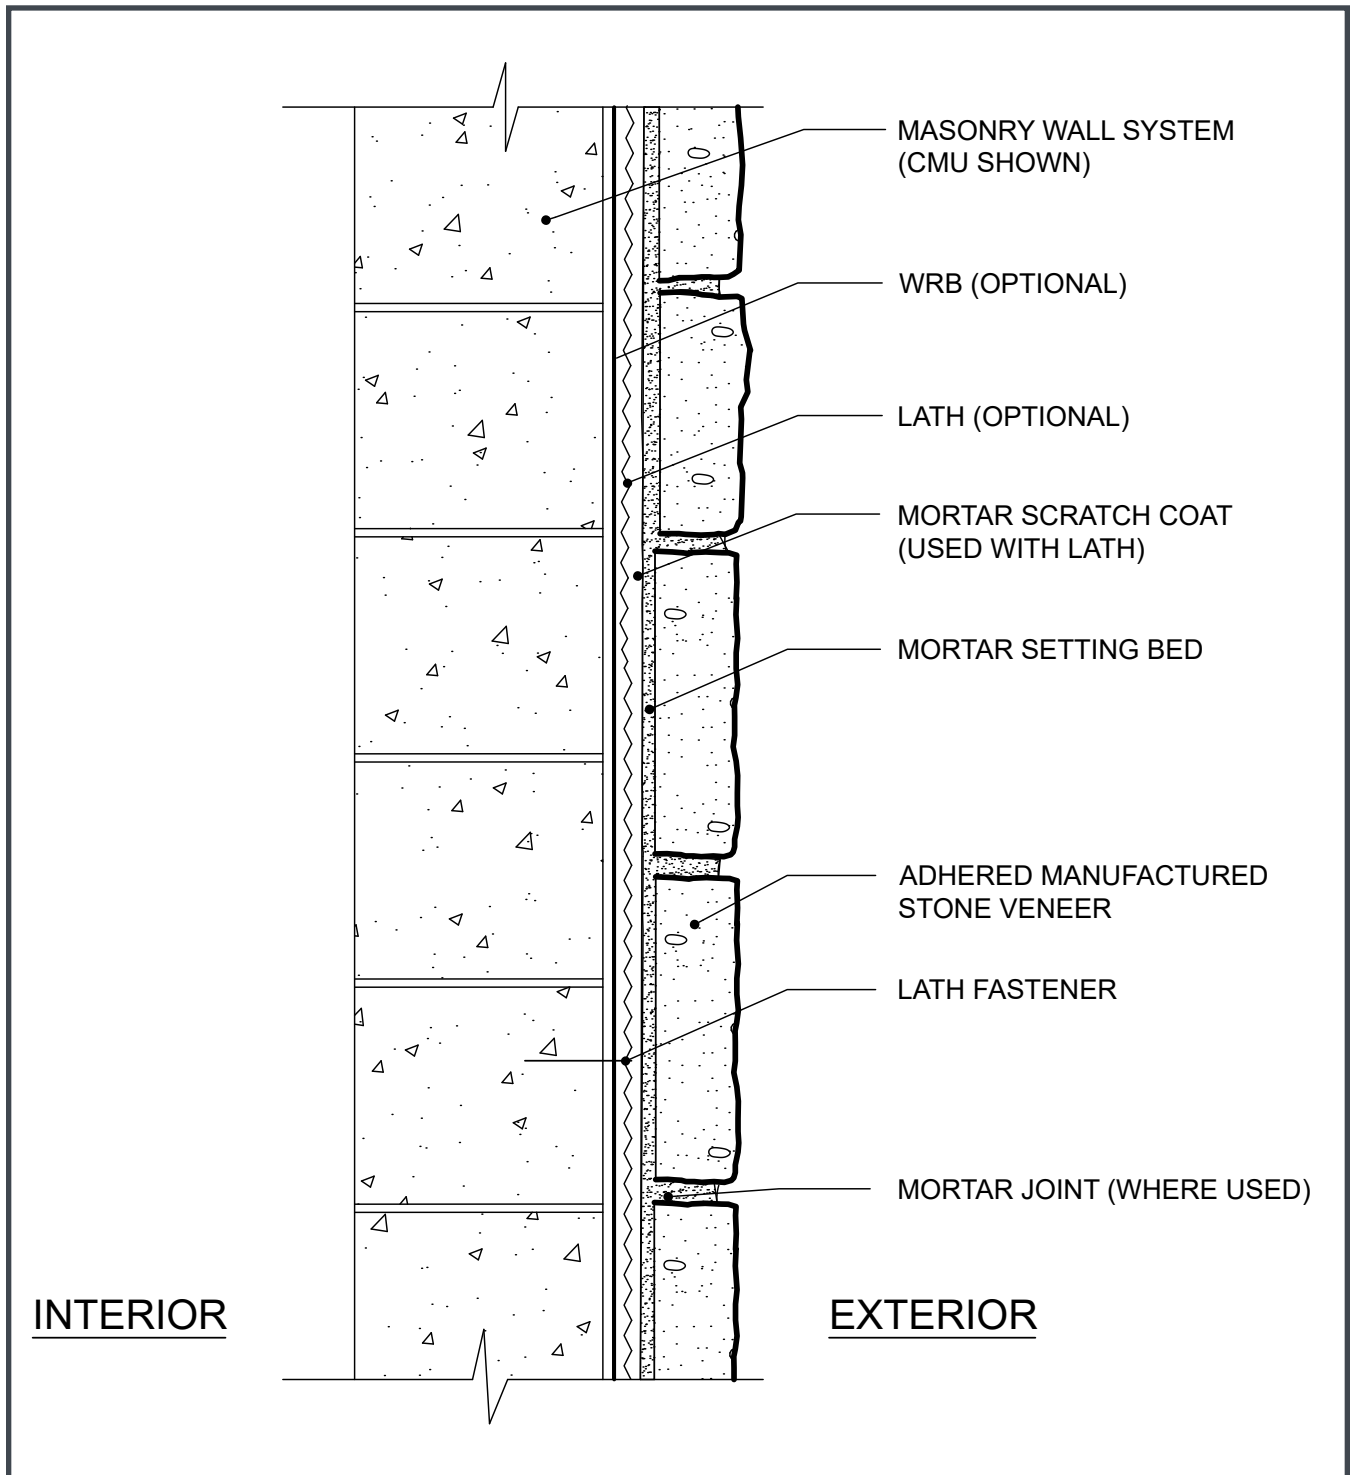 MASONRY WALL SYSTEM
(CMU SHOWN)
WRB (OPTIONAL)
LATH (OPTIONAL)
MORTAR SCRATCH COAT
(USED WITH LATH)
MORTAR SETTING BED
ADHERED MANUFACTURED
STONE VENEER
LATH FASTENER
MORTAR JOINT (WHERE USED)
INTERIOR
EXTERIOR